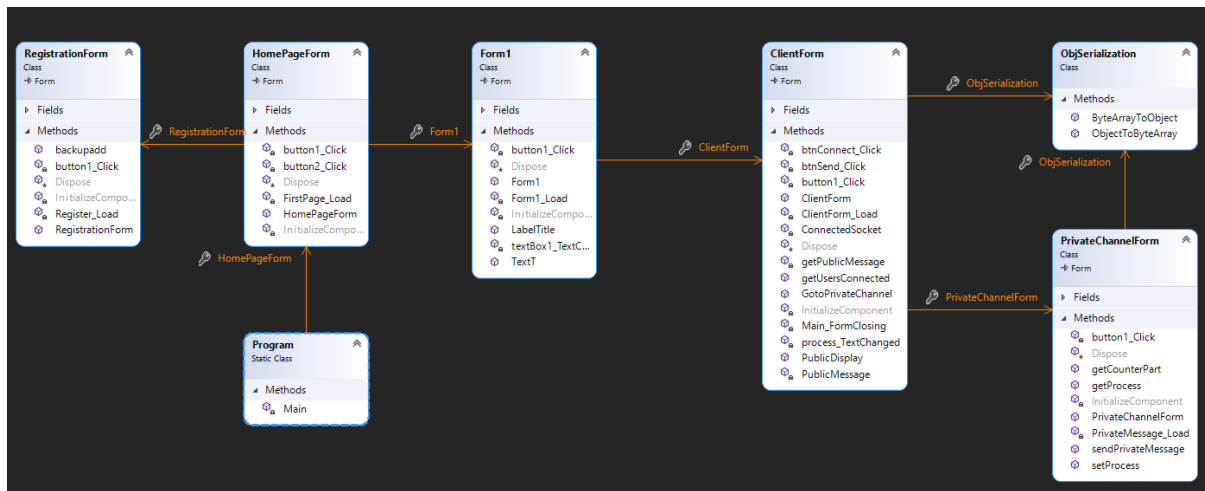 RegistrationForm
Class
Form
Fields
Methods
backupadd
button1_Click
Dispose
InitializeCompo...
Register_Load
RegistrationForm
RegistrationForm
HomePageForm
Class
Form
Fields
Methods
button1_Click
button2_Click
Dispose
FirstPage_Load
HomePageForm
InitializeCompo...
HomePageForm
Program
Static Class
Methods
Main
Form1
Form1
Class
Form
Fields
Methods
button1_Click
Dispose
Form1
Form1_Load
InitializeCompo...
LabelTitle
textBox1_TextC...
TextT
ClientForm
ClientForm
Class
Form
Fields
Methods
btnConnect_Click
btnSend_Click
button1_Click
ClientForm
ClientForm_Load
ConnectedSocket
Dispose
getPublicMessage
getUsersConnected
GotoPrivateChannel
InitializeComponent
Main_FormClosing
process_TextChanged
PublicDisplay
PublicMessage
ObjSerialization
ObjSerialization
Class
Methods
ByteArrayToObject
ObjectToByteArray
ObjSerialization
PrivateChannelForm
PrivateChannelForm
Class
Form
Fields
Methods
button1_Click
Dispose
getCounterPart
getProcess
InitializeComponent
PrivateChannelForm
PrivateMessage_Load
sendPrivateMessage
setProcess